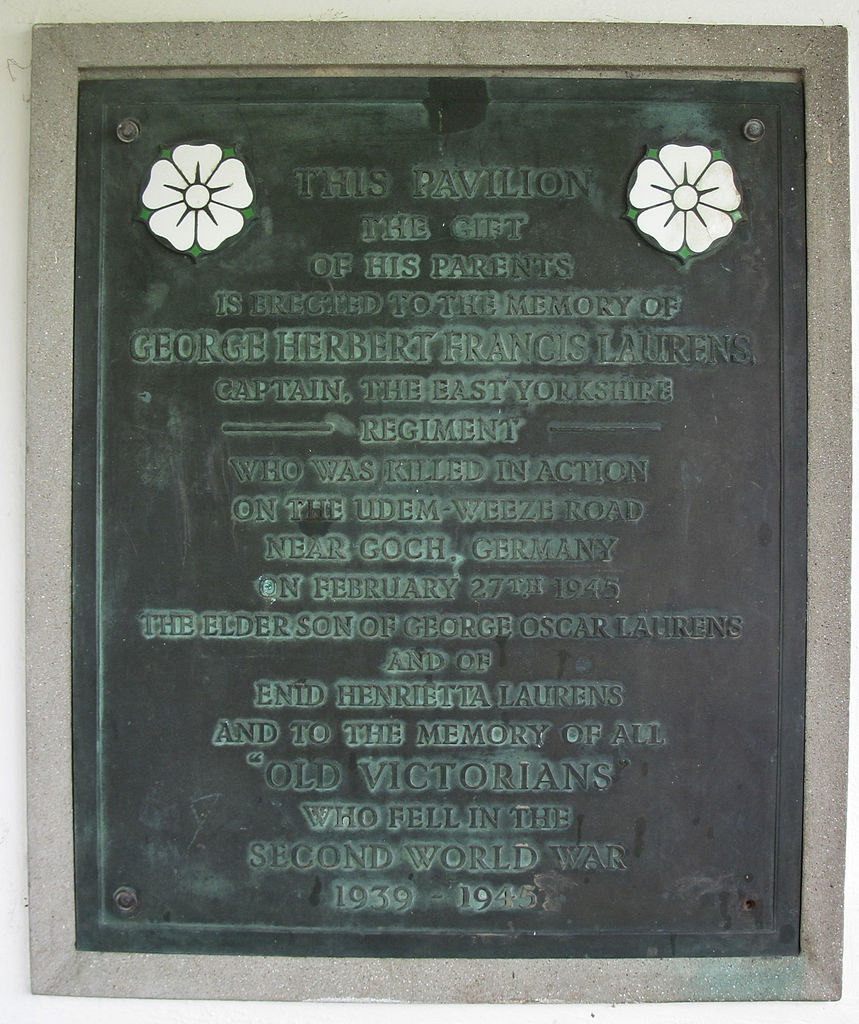 THIS PAVILION
THE GIFT
OF HIS PARENTS
IS ERECTED TO THE MEMORY OF
GEORGE HERBERT FRANCIS LAURENS,
CAPTAIN, THE EAST YORKSHIRE
REGIMENT
WHO WAS KILLED IN ACTION
ON THE UDEM-WEEZE ROAD
NEAR GOCH, GERMANY
ON FEBRUARY 27TH 1945
THE ELDER SON OF GEORGE OSCAR LAURENS
AND OF
ENID HENRIETTA LAURENS
AND TO THE MEMORY OF ALL
"OLD VICTORIANS"
WHO FELL IN THE
SECOND WORLD WAR
1939 - 1945